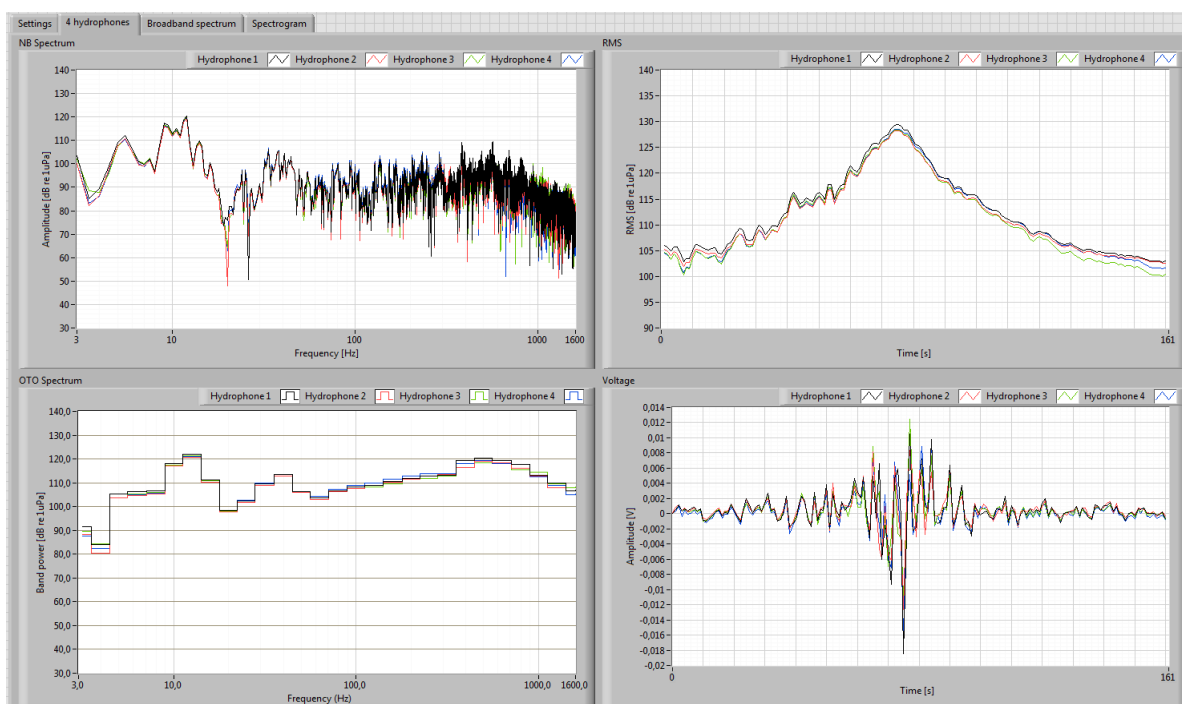 Settings 4 hydrophones Broadband spectrum Spectrogram
NB Spectrum
Hydrophone 1 Hydrophone 2 Hydrophone 3 Hydrophone 4
Amplitude [dB re1uPa]
140
130
120
110
100
90
80
70
60
50
40
30
3 10 100 1000 1600
Frequency [Hz]
RMS
Hydrophone 1 Hydrophone 2 Hydrophone 3 Hydrophone 4
RMS [dB re1uPa]
140
135
130
125
120
115
110
105
100
95
90
0 161
Time [s]
OTO Spectrum
Hydrophone 1 Hydrophone 2 Hydrophone 3 Hydrophone 4
Band power [dB re1uPa]
140,0
130,0
120,0
110,0
100,0
90,0
80,0
70,0
60,0
50,0
40,0
30,0
3,0 10,0 100,0 1000,0 1600,0
Frequency (Hz)
Voltage
Hydrophone 1 Hydrophone 2 Hydrophone 3 Hydrophone 4
Amplitude [V]
0,014
0,012
0,01
0,008
0,006
0,004
0,002
0
-0,002
-0,004
-0,006
-0,008
-0,01
-0,012
-0,014
-0,016
-0,018
-0,02
0 161
Time [s]